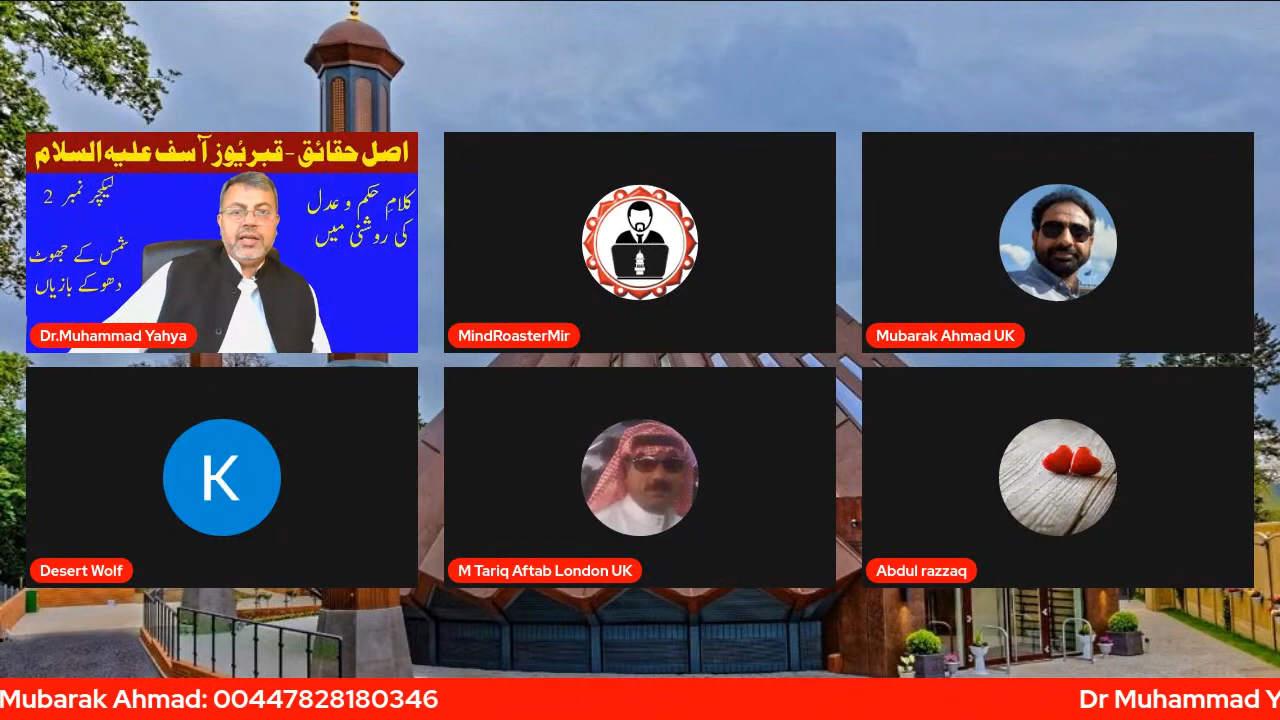 اصل حقائق - قبر یُوز آسف علیہ السلام
کلامِ حکم و عدل
کی روشنی میں
لیکچر نمبر 2
شمس کے جھوٹ
دھوکے بازیاں
Dr.Muhammad Yahya
MindRoasterMir
Mubarak Ahmad UK
K
Desert Wolf
M Tariq Aftab London UK
Abdul razzaq
Mubarak Ahmad: 00447828180346
Dr Muhammad Y